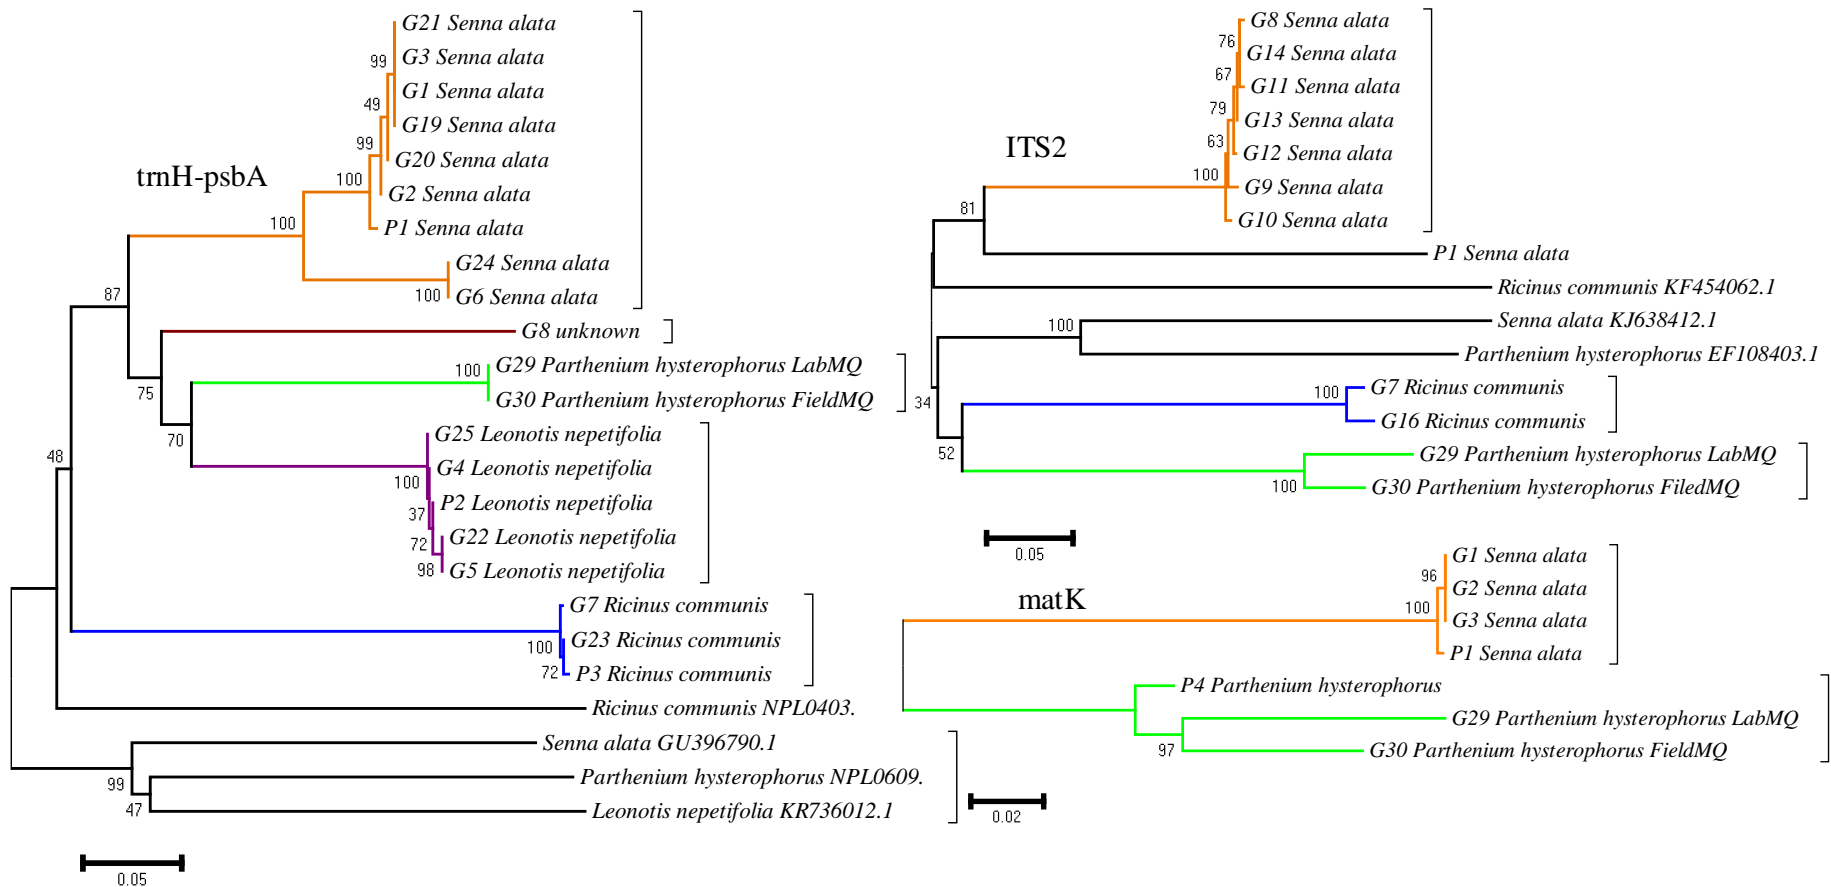 trnH-psbA
G21 Senna alata
G3 Senna alata
G1 Senna alata
G19 Senna alata
G20 Senna alata
G2 Senna alata
P1 Senna alata
G24 Senna alata
G6 Senna alata
G8 unknown
G29 Parthenium hysterophorus LabMQ
G30 Parthenium hysterophorus FieldMQ
G25 Leonotis nepetifolia
G4 Leonotis nepetifolia
P2 Leonotis nepetifolia
G22 Leonotis nepetifolia
G5 Leonotis nepetifolia
G7 Ricinus communis
G23 Ricinus communis
P3 Ricinus communis
Ricinus communis NPL0403.
Senna alata GU396790.1
Parthenium hysterophorus NPL0609.
Leonotis nepetifolia KR736012.1
99
49
99
100
100
100
87
75
100
70
100
37
72
98
48
100
72
99
47
0.05
ITS2
G8 Senna alata
G14 Senna alata
G11 Senna alata
G13 Senna alata
G12 Senna alata
G9 Senna alata
G10 Senna alata
P1 Senna alata
Ricinus communis KF454062.1
Senna alata KJ638412.1
Parthenium hysterophorus EF108403.1
G7 Ricinus communis
G16 Ricinus communis
G29 Parthenium hysterophorus LabMQ
G30 Parthenium hysterophorus FiledMQ
76
67
79
63
100
81
100
100
34
52
100
0.05
matK
G1 Senna alata
G2 Senna alata
G3 Senna alata
P1 Senna alata
P4 Parthenium hysterophorus
G29 Parthenium hysterophorus LabMQ
G30 Parthenium hysterophorus FieldMQ
96
100
97
0.02